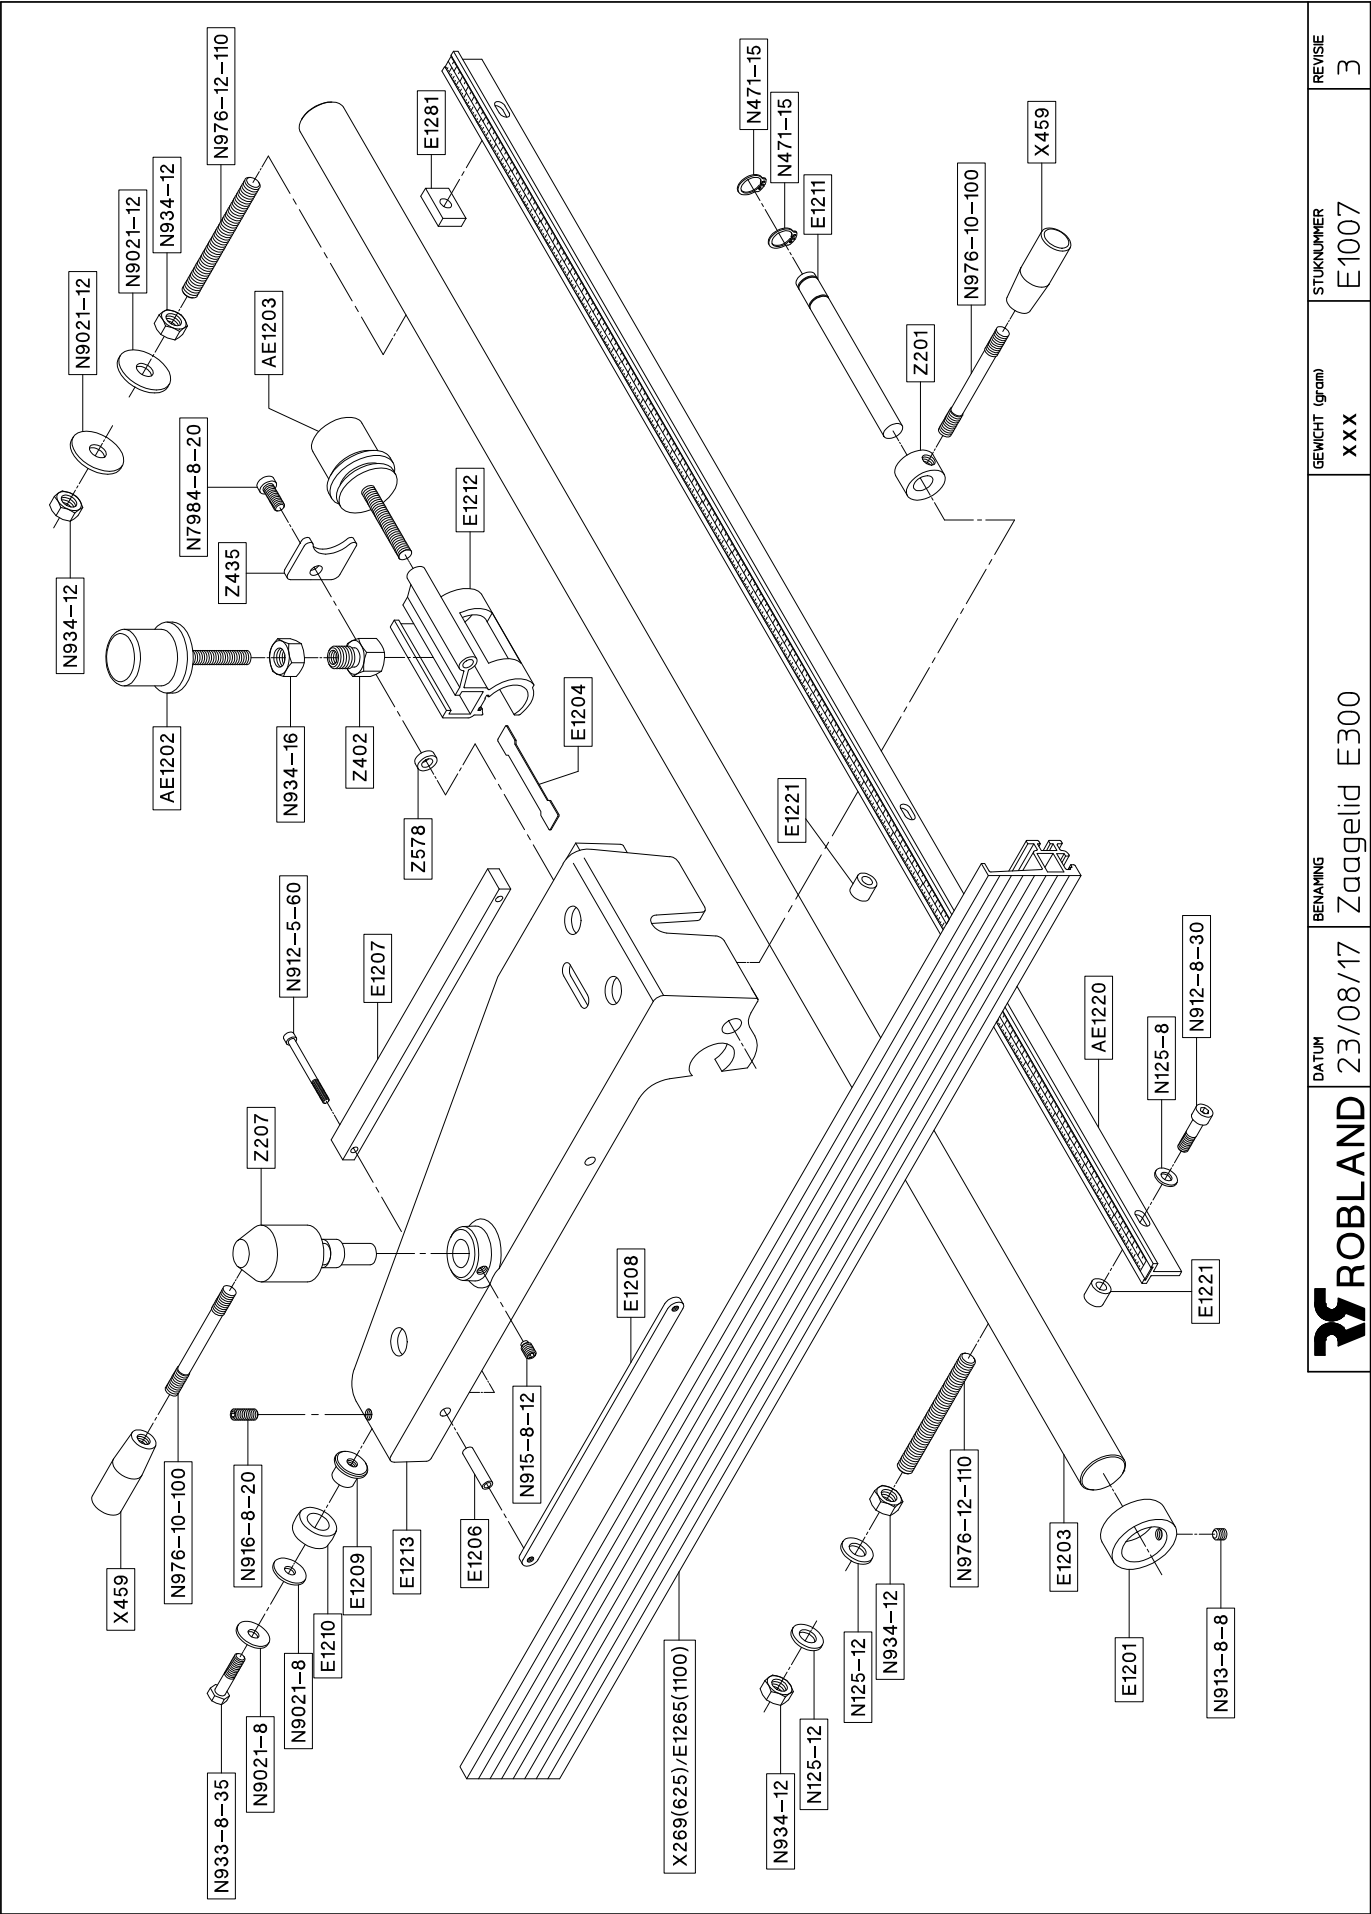 N976-12-110
N934-12
N9021-12
N9021-12
N934-12
AE1203
N7984-8-20
Z435
E1212
AE1202
N934-16
Z402
Z578
E1204
E1281
N471-15
N471-15
E1211
X459
N976-10-100
Z201
E1221
N912-5-60
E1207
Z207
X459
N976-10-100
N916-8-20
E1209
E1210
N9021-8
N9021-8
N933-8-35
E1213
E1206
N915-8-12
E1208
X269(625)/E1265(1100)
N934-12
N125-12
N125-12
N934-12
N976-12-110
E1203
E1201
N913-8-8
AE1220
N125-8
N912-8-30
E1221
ROBLAND
DATUM
23/08/17
BENAMING
Zaagelid E300
GEWICHT (gram)
xxx
STUKNUMMER
E1007
REVISIE
3